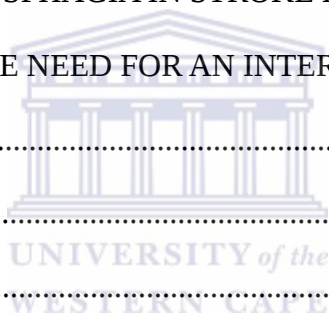 SPHAGIA IN STROKE
E NEED FOR AN INTER
UNIVERSITY of the
WESTERN CAPE